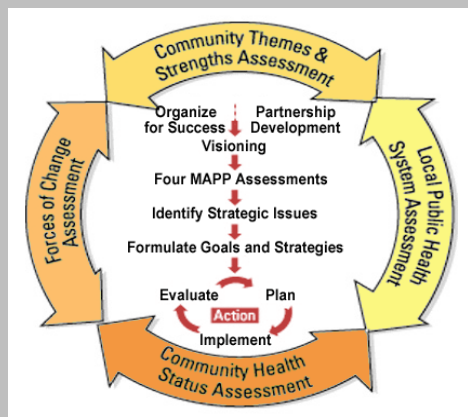 Community Themes &
Strengths Assessment
Organize
for Success
Partnership
Development
Visioning
Four MAPP Assessments
Identify Strategic Issues
Formulate Goals and Strategies
Evaluate
Plan
Action
Implement
Forces of Change
Assessment
Local Public Health
System Assessment
Community Health
Status Assessment